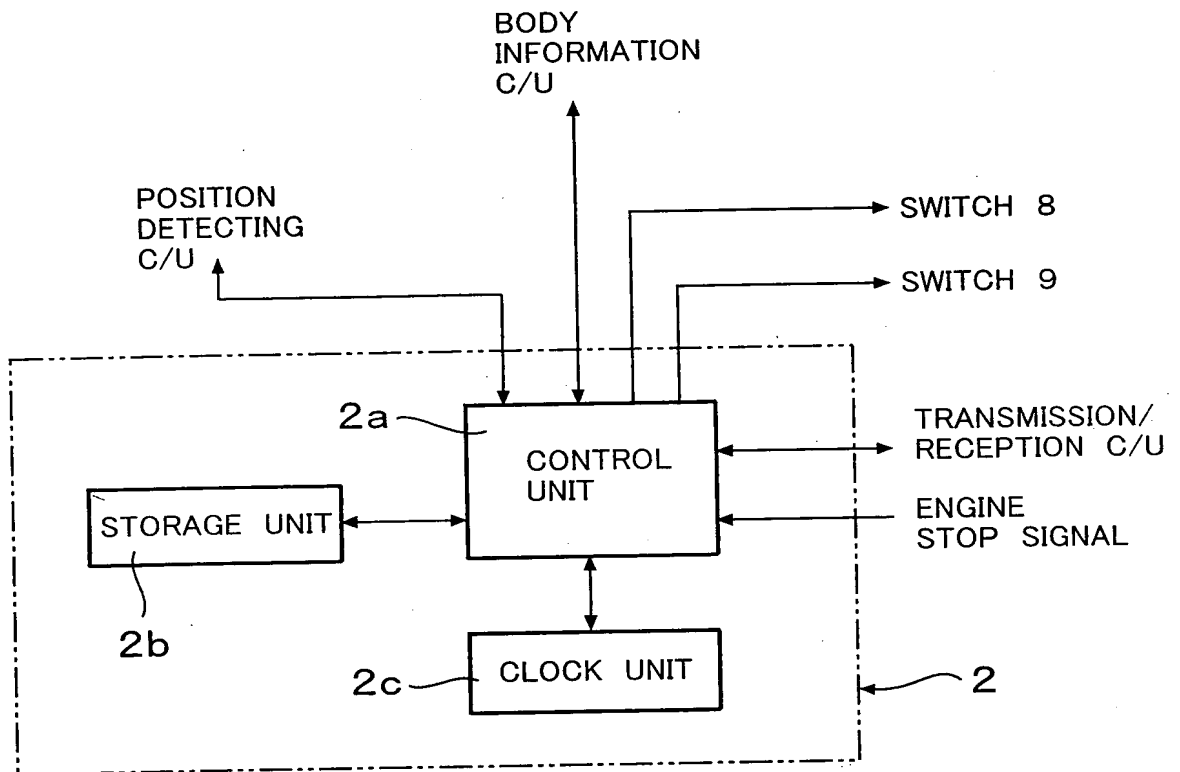 BODY
INFORMATION
C/U
POSITION
DETECTING
C/U
SWITCH 8
SWITCH 9
2a
CONTROL
UNIT
TRANSMISSION/
RECEPTION C/U
STORAGE UNIT
ENGINE
STOP SIGNAL
2b
2c
CLOCK UNIT
2